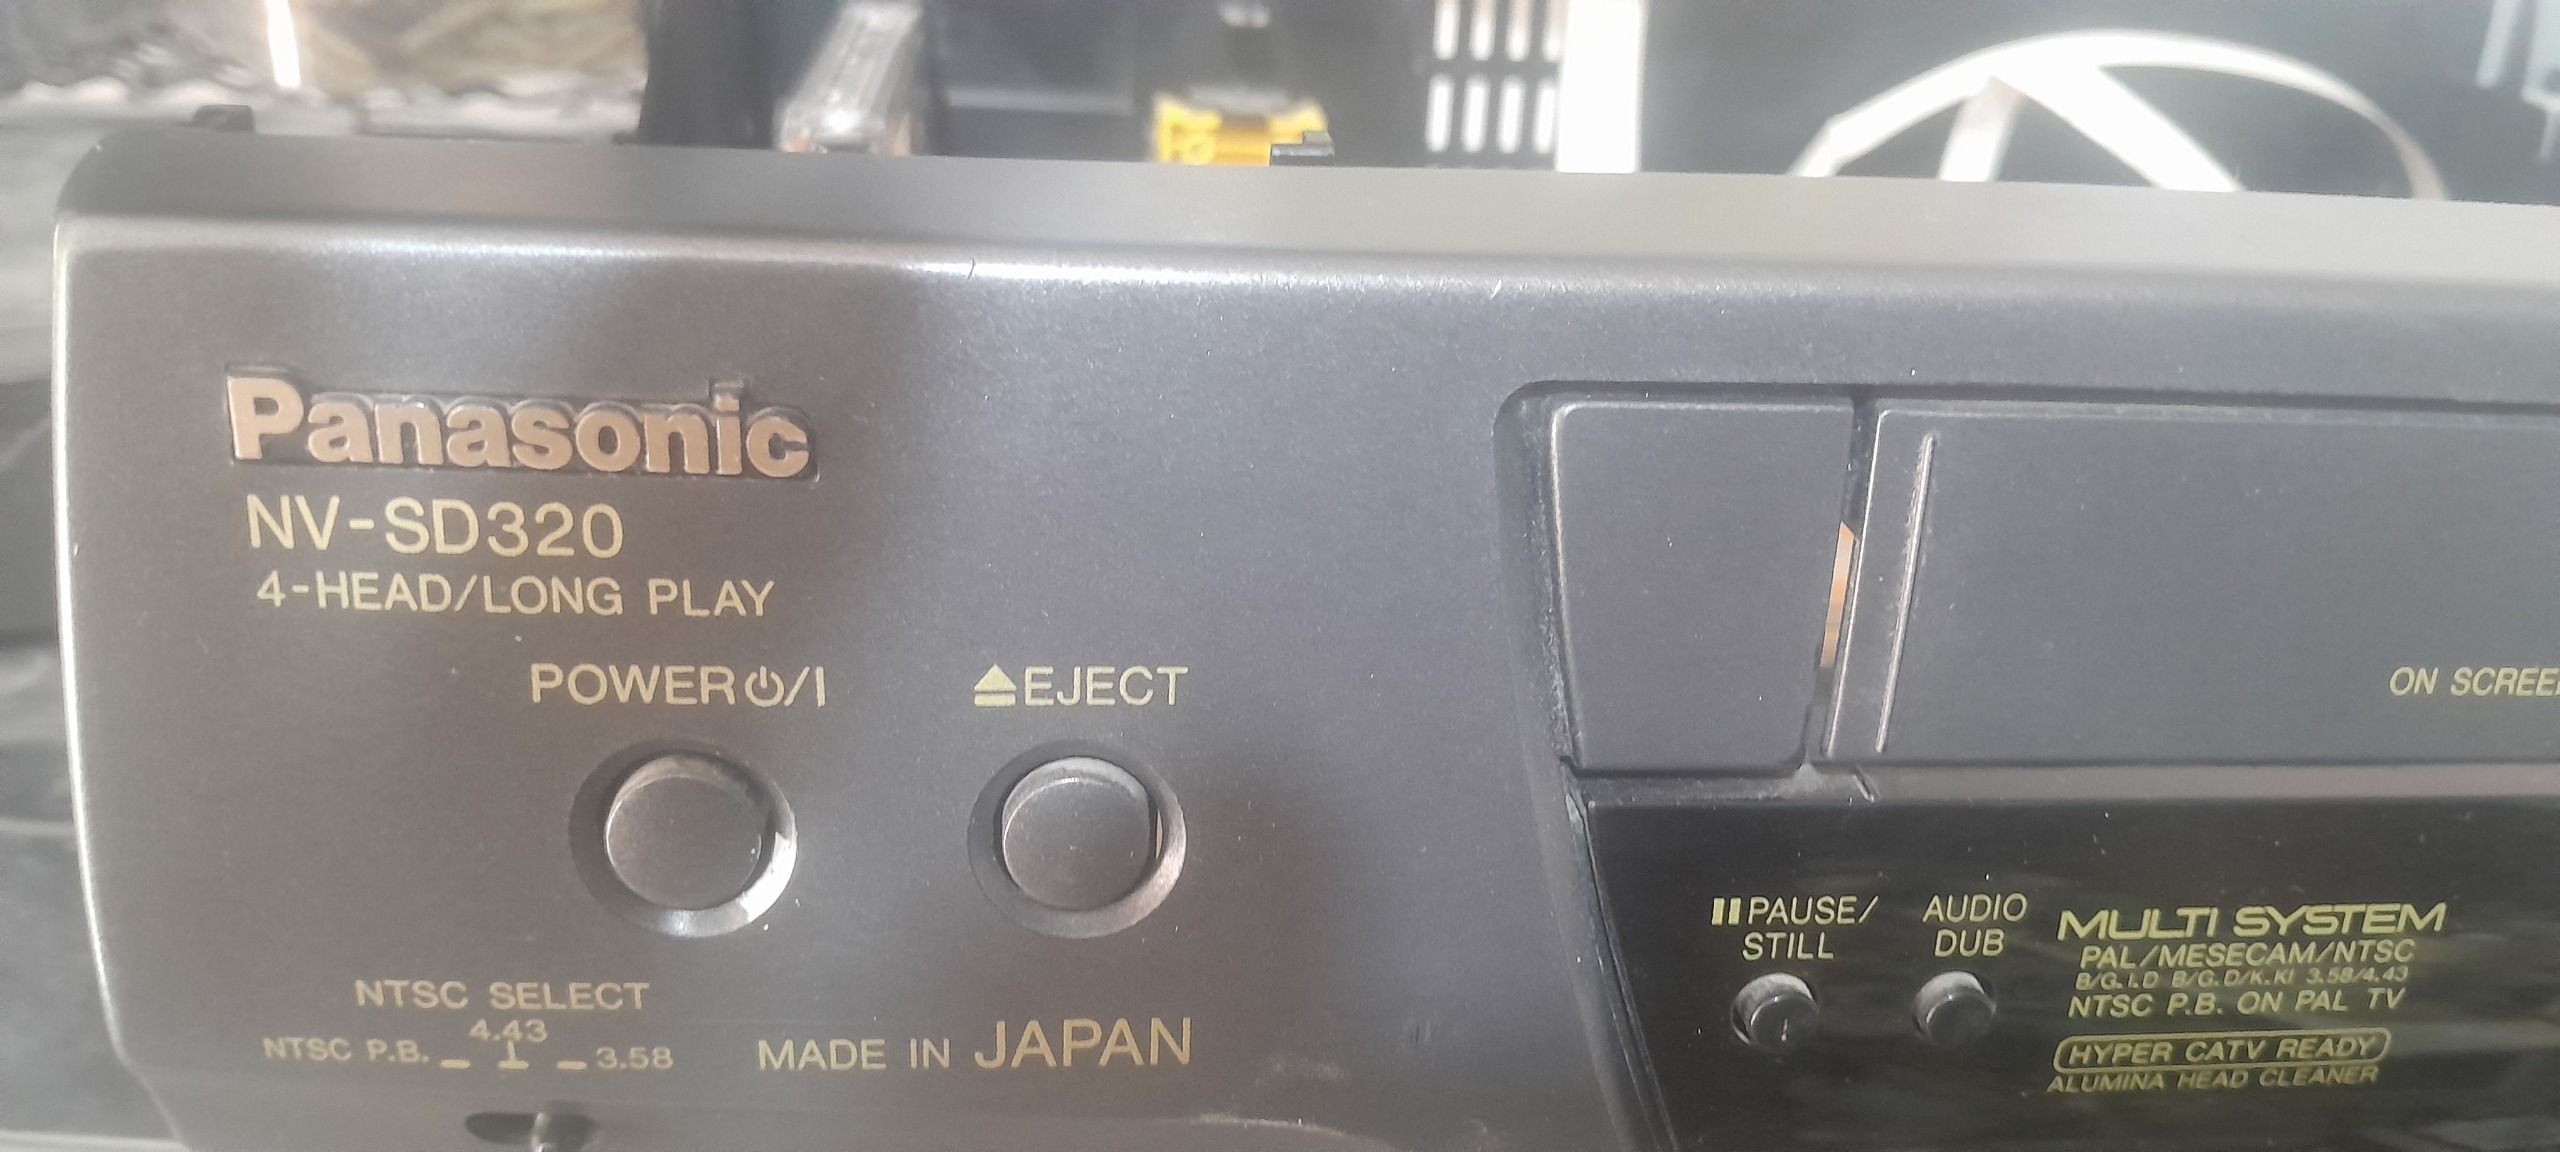 Panasonic
NV-SD320
4-HEAD/LONG PLAY
POWER⏻/I
⏏EJECT
NTSC SELECT
4.43
NTSC P.B. – ⊥ – 3.58
MADE IN JAPAN
ON SCREE
⏸PAUSE/
STILL
AUDIO
DUB
MULTI SYSTEM
PAL/MESECAM/NTSC
B/G.I.D B/G.D/K.KI 3.58/4.43
NTSC P.B. ON PAL TV
HYPER CATV READY
ALUMINA HEAD CLEANER